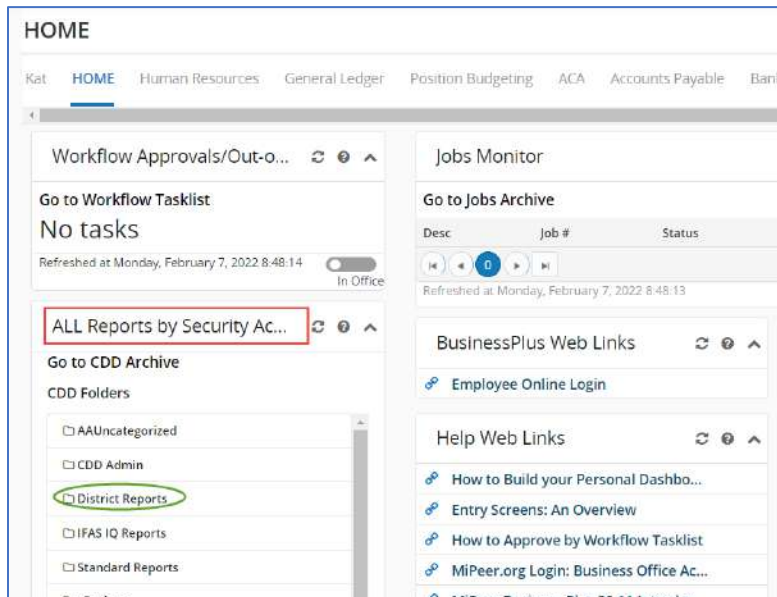 HOME
Kat HOME Human Resources General Ledger Position Budgeting ACA Accounts Payable
Workflow Approvals/Out-o...
Go to Workflow Tasklist
No tasks
Refreshed at Monday, February 7, 2022 8:48:14
In Office
ALL Reports by Security Ac...
Go to CDD Archive
CDD Folders
AAUncategorized
CDD Admin
District Reports
IFAS IQ Reports
Standard Reports
Jobs Monitor
Go to Jobs Archive
Desc Job # Status
0
Refreshed at Monday, February 7, 2022 8:48:13
BusinessPlus Web Links
Employee Online Login
Help Web Links
How to Build your Personal Dashbo...
Entry Screens: An Overview
How to Approve by Workflow Tasklist
MiPeer.org Login: Business Office Ac...